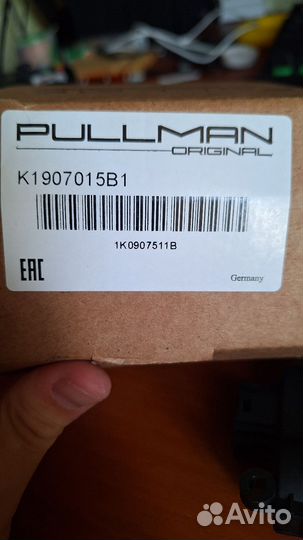 PULLMAN
ORIGINAL
K1907015B1
1K0907511B
EAC
Germany
Avito